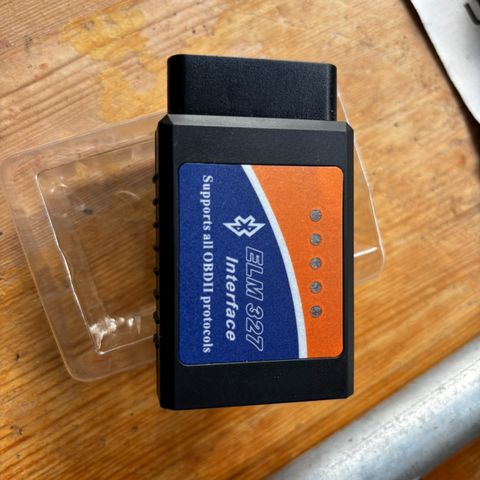 ELM 327
Interface
Supports all OBDII protocols